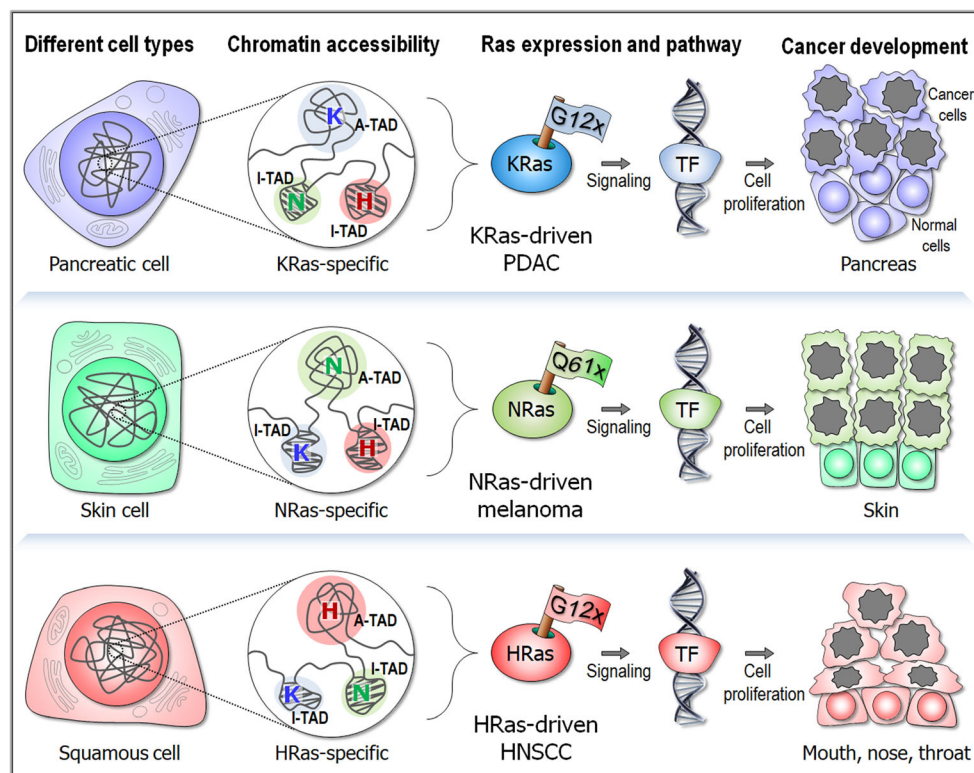 Different cell types
Chromatin accessibility
Ras expression and pathway
Cancer development
K
A-TAD
I-TAD
N
H
I-TAD
G12x
KRas
Signaling
TF
Cell
proliferation
Cancer
cells
Normal
cells
Pancreatic cell
KRas-specific
KRas-driven
PDAC
Pancreas
N
A-TAD
I-TAD
I-TAD
K
H
Q61x
NRas
Signaling
TF
Cell
proliferation
Skin cell
NRas-specific
NRas-driven
melanoma
Skin
H
A-TAD
I-TAD
K
N
I-TAD
G12x
HRas
Signaling
TF
Cell
proliferation
Squamous cell
HRas-specific
HRas-driven
HNSCC
Mouth, nose, throat